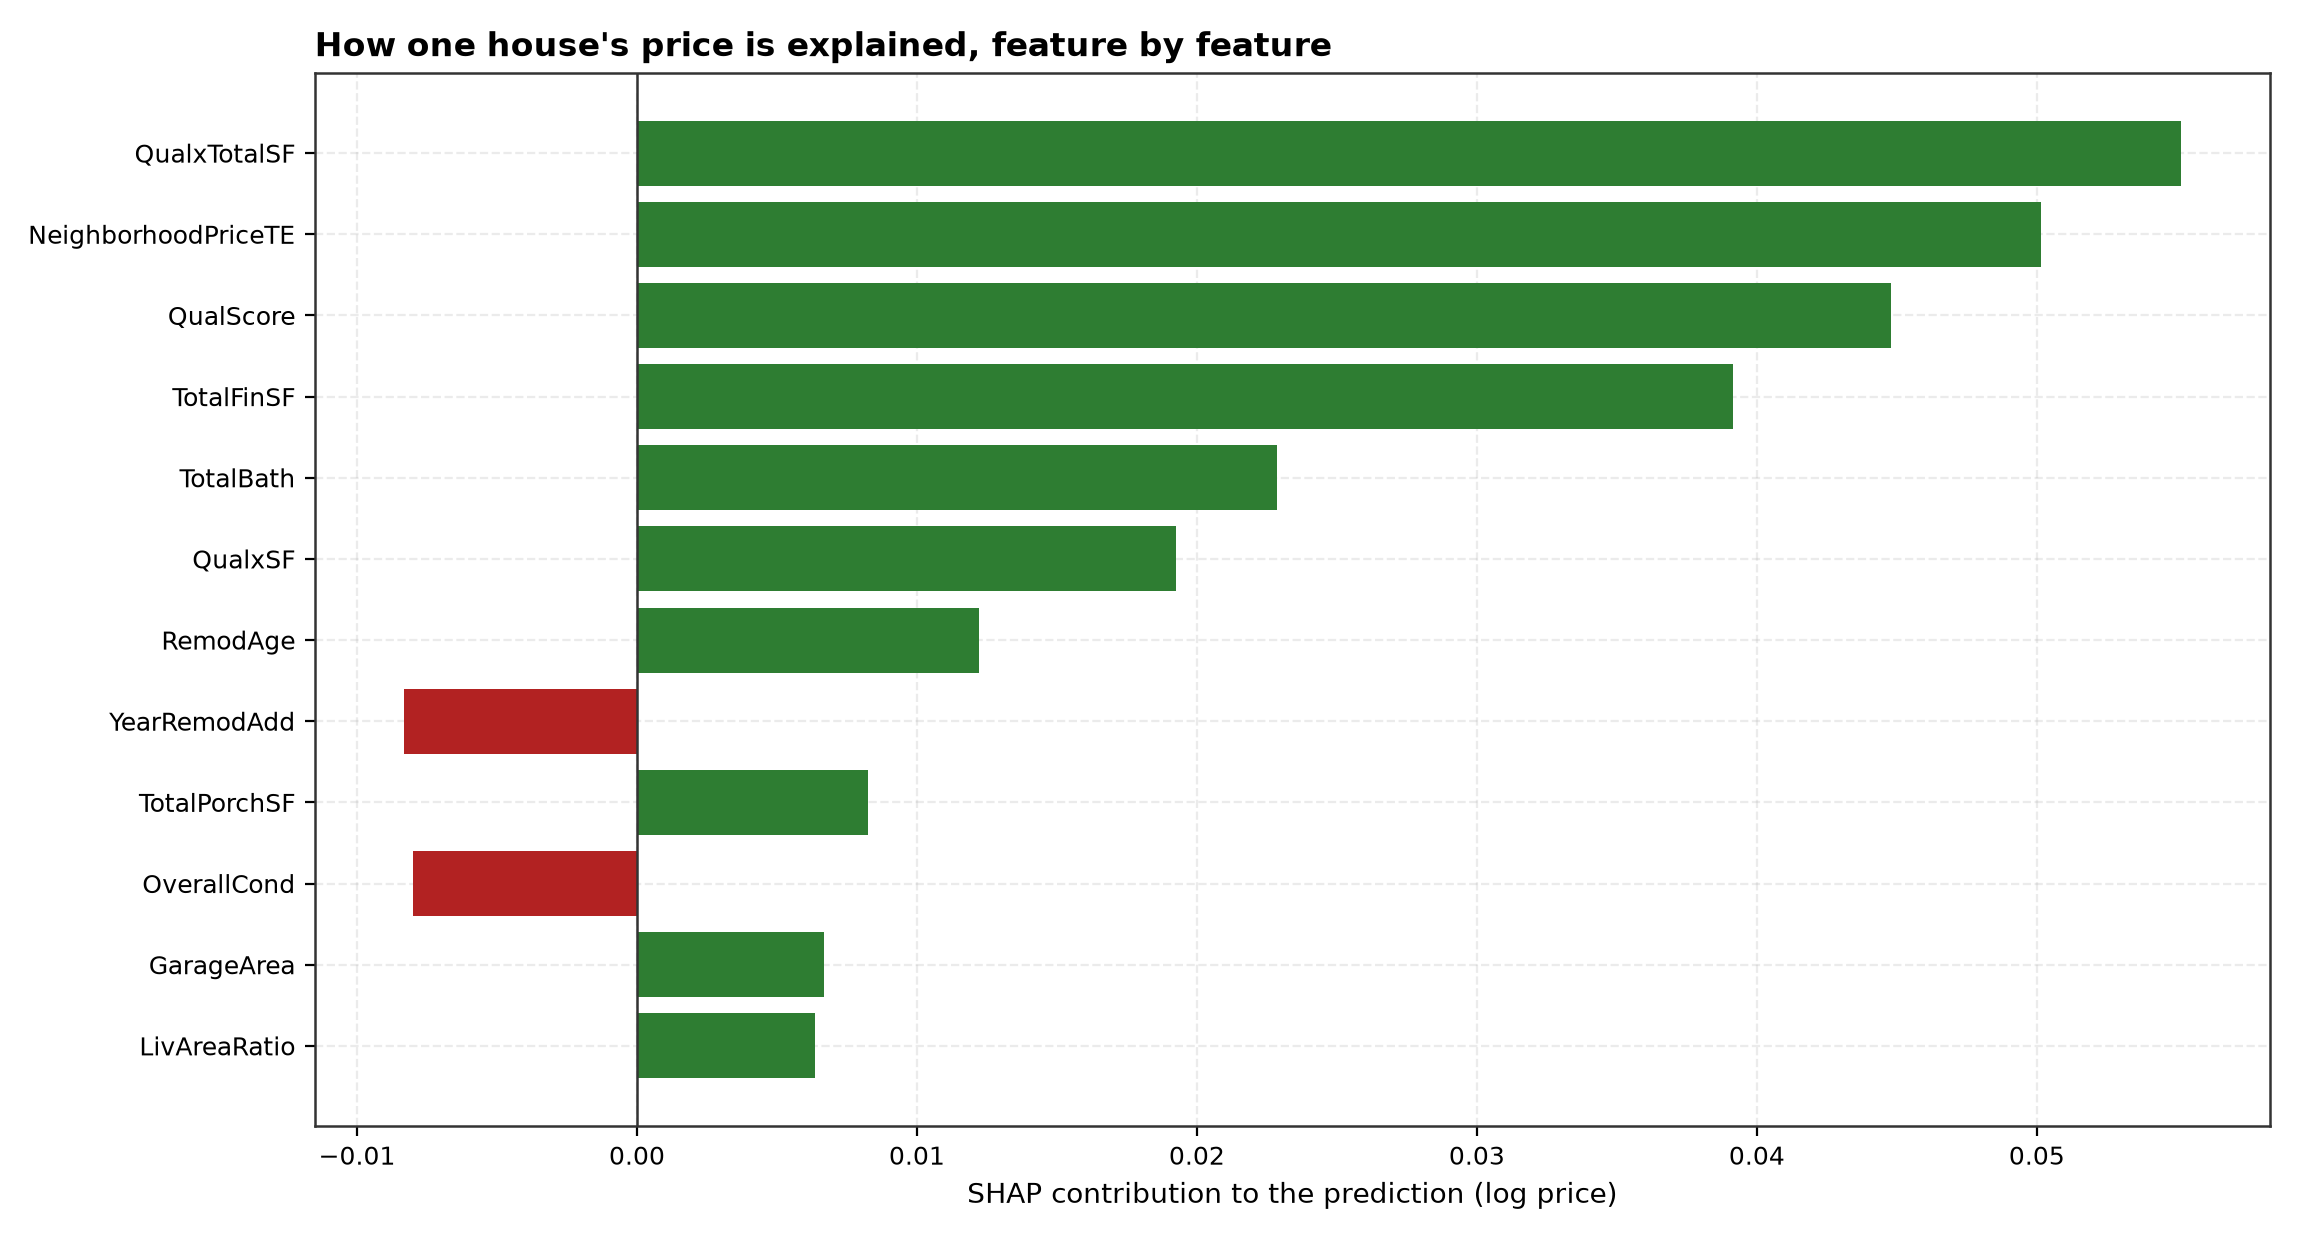 How one house's price is explained, feature by feature
QualxTotalSF
NeighborhoodPriceTE
QualScore
TotalFinSF
TotalBath
QualxSF
RemodAge
YearRemodAdd
TotalPorchSF
OverallCond
GarageArea
LivAreaRatio
−0.01 0.00 0.01 0.02 0.03 0.04 0.05
SHAP contribution to the prediction (log price)